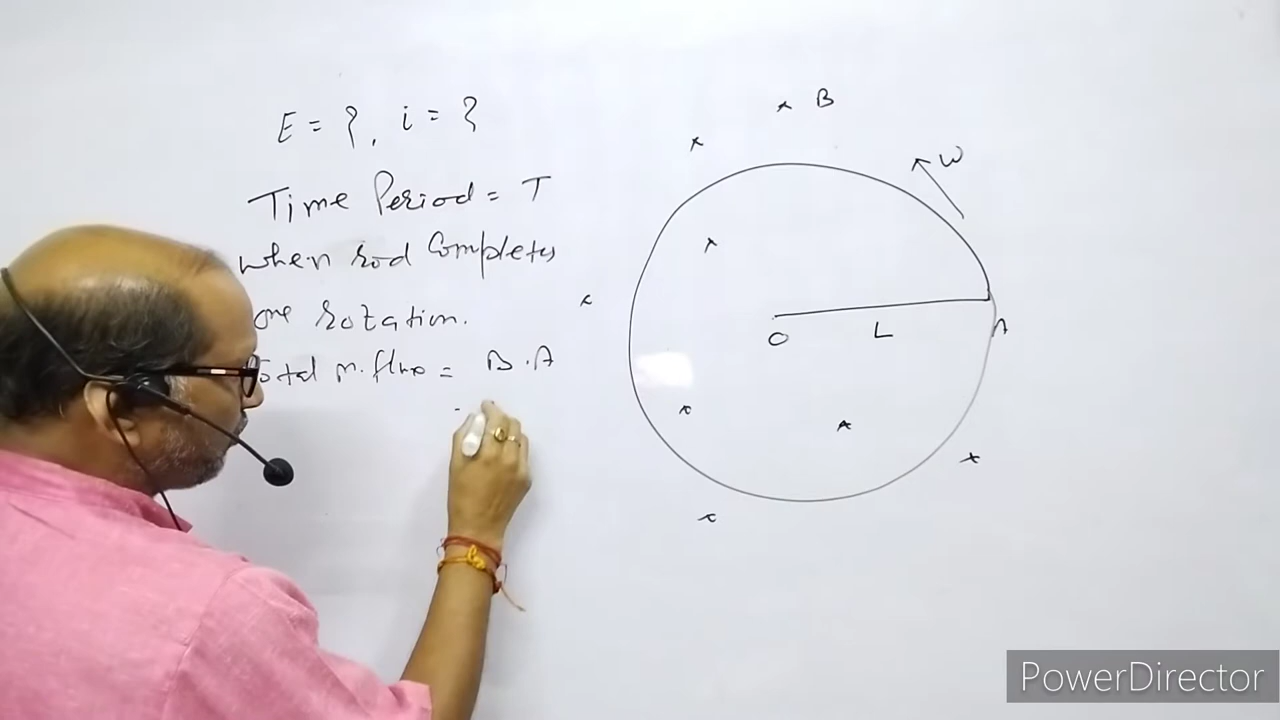 E = ?, i = ?
Time Period = T
when rod completes
one rotation.
Total m. flux = B.A
B
ω
O
L
A
PowerDirector